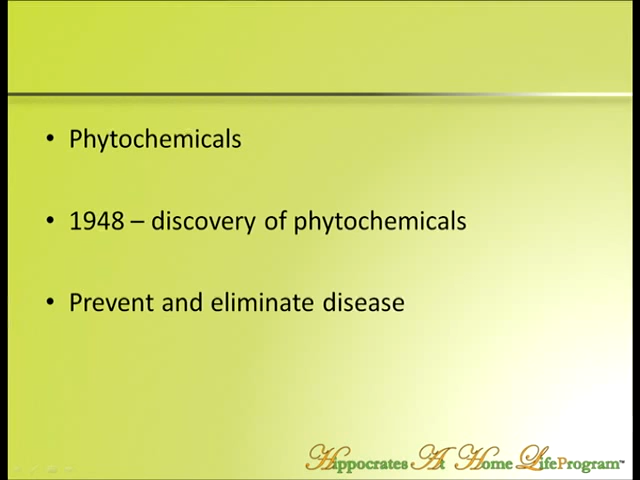 • Phytochemicals
• 1948 – discovery of phytochemicals
• Prevent and eliminate disease
Hippocrates At Home LifeProgram™